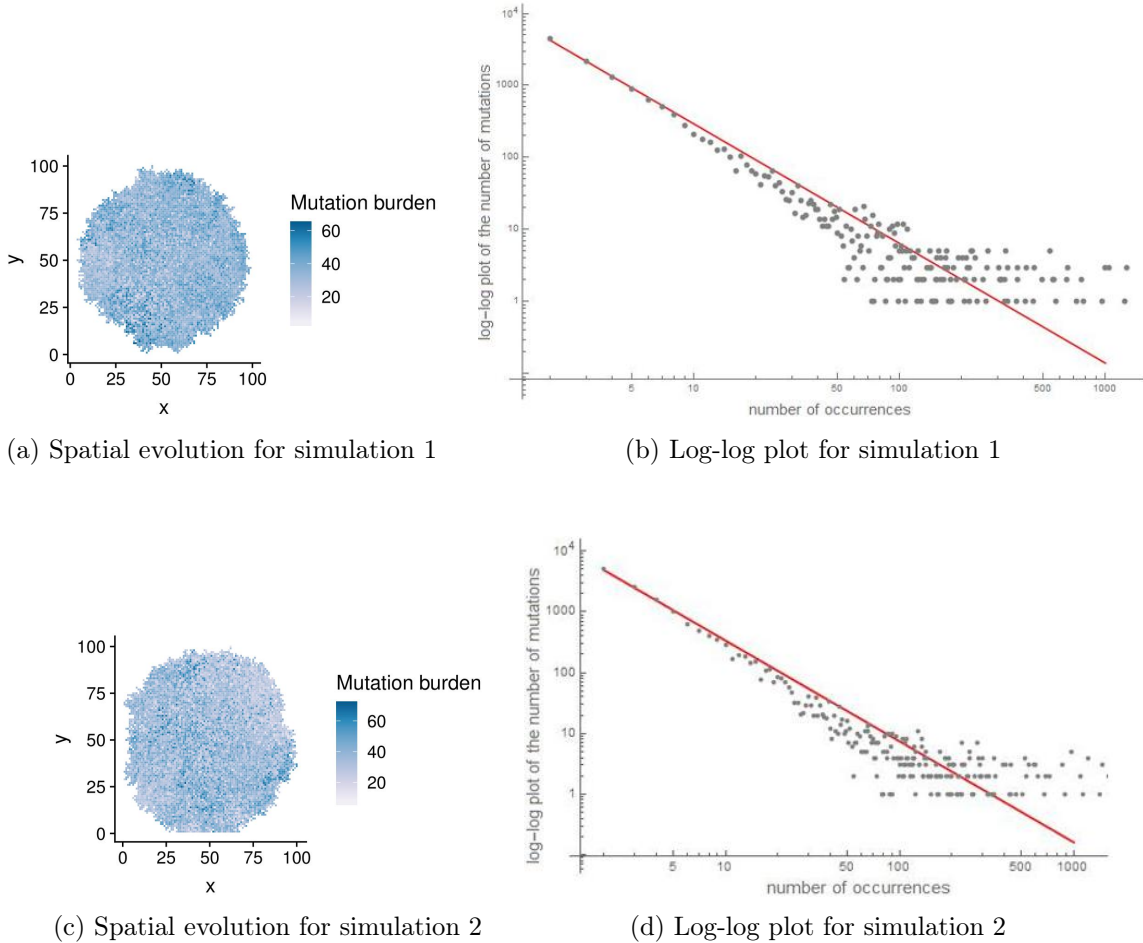 100
75
50
25
0
y
0 25 50 75 100
x
Mutation burden
60
40
20
(a) Spatial evolution for simulation 1
log-log plot of the number of mutations
10^4
1000
100
10
1
5 10 50 100 500 1000
number of occurrences
(b) Log-log plot for simulation 1
100
75
50
25
0
y
0 25 50 75 100
x
Mutation burden
60
40
20
(c) Spatial evolution for simulation 2
log-log plot of the number of mutations
10^4
1000
100
10
1
5 10 50 100 500 1000
number of occurrences
(d) Log-log plot for simulation 2